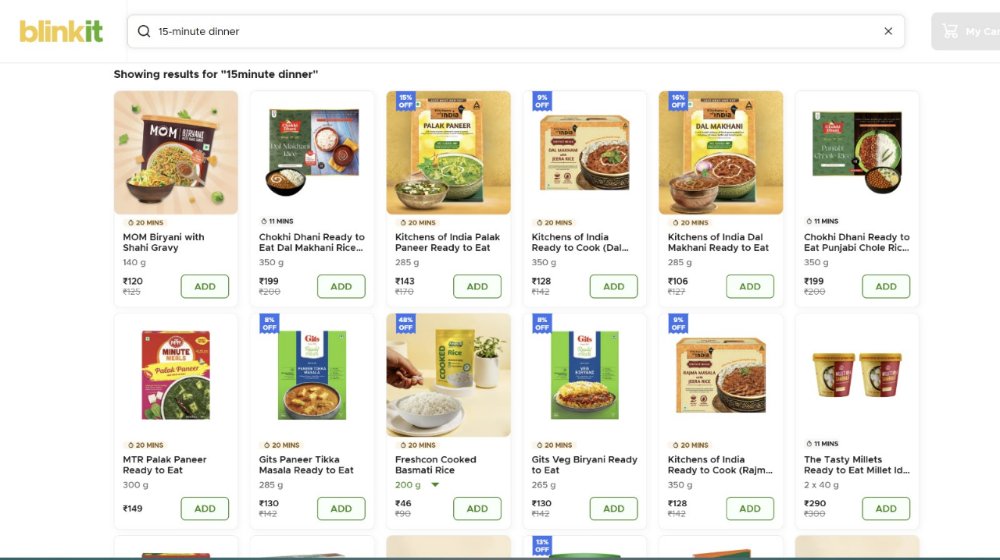 blinkit
15-minute dinner
My Car
Showing results for "15minute dinner"
MOM BIRYANI
Chokhi Dhani
Dal Makhani Rice
15% OFF
Kitchens of INDIA
PALAK PANEER
9% OFF
Kitchens of INDIA
DAL MAKHANI with JEERA RICE
16% OFF
Kitchens of INDIA
DAL MAKHANI
Chokhi Dhani
Punjabi Chhole Rice
20 MINS
11 MINS
20 MINS
20 MINS
20 MINS
11 MINS
MOM Biryani with Shahi Gravy
Chokhi Dhani Ready to Eat Dal Makhani Rice...
Kitchens of India Palak Paneer Ready to Eat
Kitchens of India Ready to Cook (Dal...
Kitchens of India Dal Makhani Ready to Eat
Chokhi Dhani Ready to Eat Punjabi Chole Ric...
140 g
350 g
285 g
350 g
285 g
350 g
₹120 ₹125 ADD
₹199 ₹200 ADD
₹143 ₹170 ADD
₹128 ₹142 ADD
₹106 ₹127 ADD
₹199 ₹200 ADD
MTR
MINUTE MEALS
Palak Paneer
8% OFF
Gits
PANEER TIKKA MASALA
48% OFF
COOKED
Rice
8% OFF
Gits
VEG BIRYANI
9% OFF
Kitchens of INDIA
RAJMA MASALA with JEERA RICE
20 MINS
20 MINS
20 MINS
20 MINS
20 MINS
11 MINS
MTR Palak Paneer Ready to Eat
Gits Paneer Tikka Masala Ready to Eat
Freshcon Cooked Basmati Rice
Gits Veg Biryani Ready to Eat
Kitchens of India Ready to Cook (Rajm...
The Tasty Millets Ready to Eat Millet Id...
300 g
285 g
200 g
265 g
350 g
2 x 40 g
₹149 ADD
₹130 ₹142 ADD
₹46 ₹90 ADD
₹130 ₹142 ADD
₹128 ₹142 ADD
₹290 ₹300 ADD
13% OFF